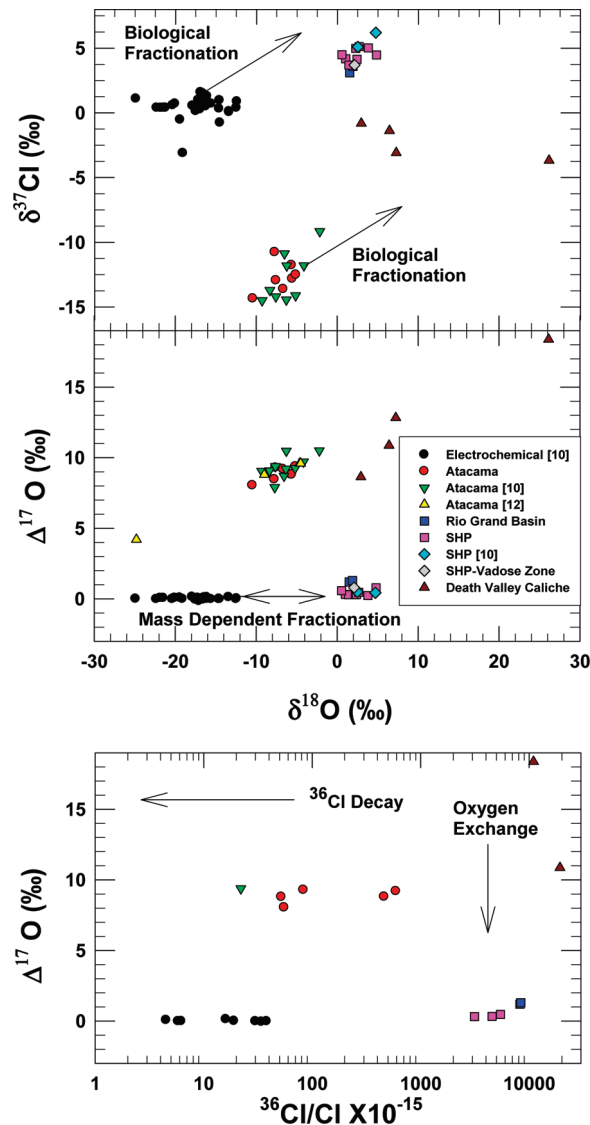 Biological
Fractionation
5
0
-5
-10
-15
δ³⁷Cl (‰)
Biological
Fractionation
15
10
5
0
Δ¹⁷ O (‰)
Electrochemical [10]
Atacama
Atacama [10]
Atacama [12]
Rio Grand Basin
SHP
SHP [10]
SHP-Vadose Zone
Death Valley Caliche
Mass Dependent Fractionation
-30 -20 -10 0 10 20 30
δ¹⁸O (‰)
³⁶Cl Decay
Oxygen
Exchange
15
10
5
0
Δ¹⁷ O (‰)
1 10 100 1000 10000
³⁶Cl/Cl X10⁻¹⁵